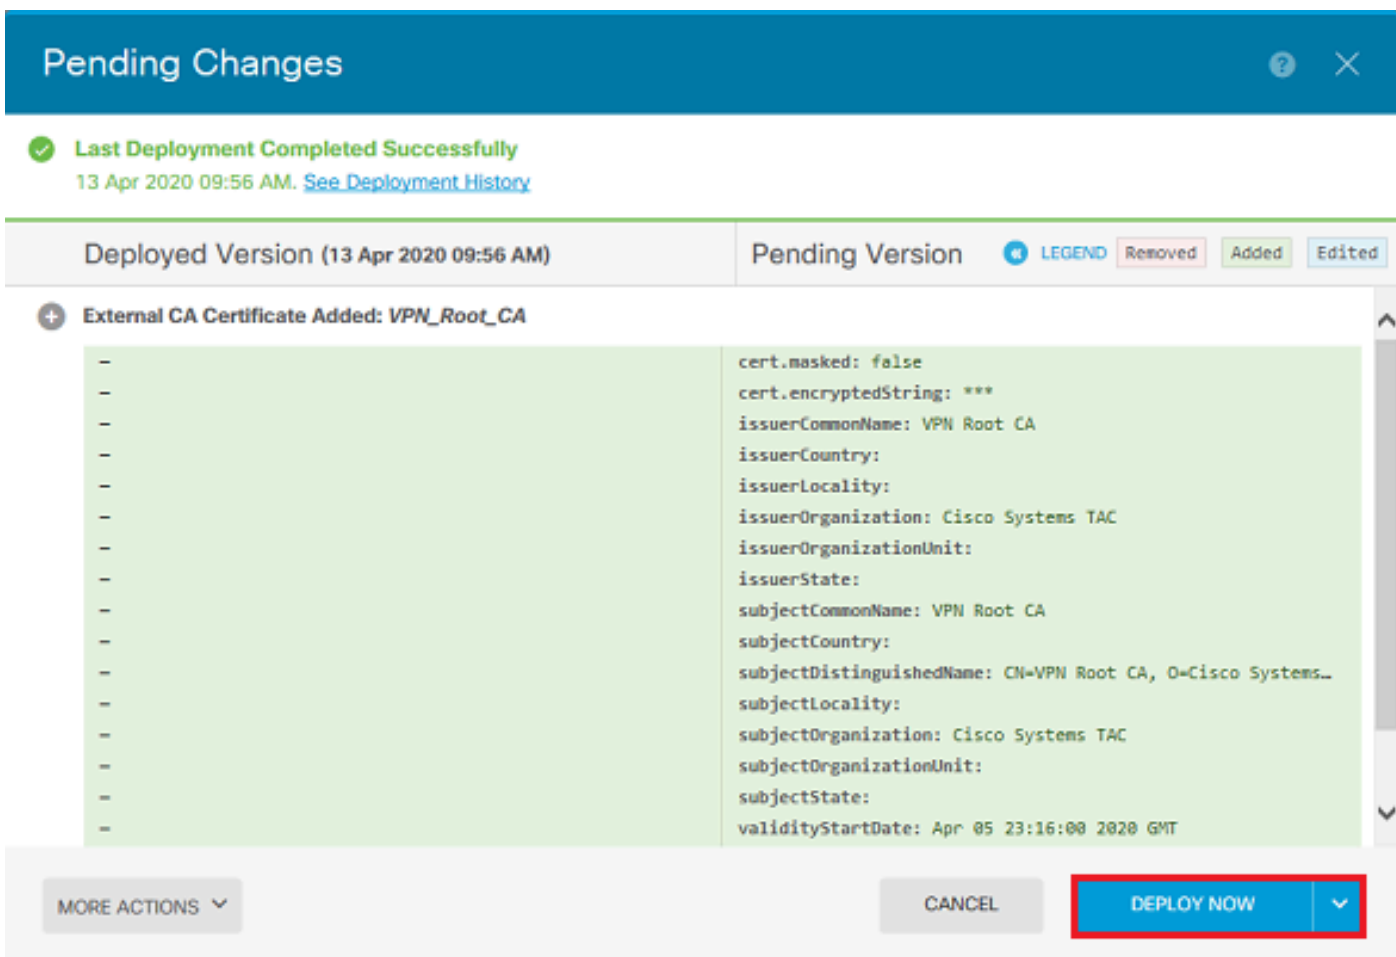 Pending Changes
Last Deployment Completed Successfully
13 Apr 2020 09:56 AM. See Deployment History
Deployed Version (13 Apr 2020 09:56 AM) Pending Version LEGEND Removed Added Edited
External CA Certificate Added: VPN_Root_CA
– cert.masked: false
– cert.encryptedString: ***
– issuerCommonName: VPN Root CA
– issuerCountry:
– issuerLocality:
– issuerOrganization: Cisco Systems TAC
– issuerOrganizationUnit:
– issuerState:
– subjectCommonName: VPN Root CA
– subjectCountry:
– subjectDistinguishedName: CN=VPN Root CA, O=Cisco Systems…
– subjectLocality:
– subjectOrganization: Cisco Systems TAC
– subjectOrganizationUnit:
– subjectState:
– validityStartDate: Apr 05 23:16:00 2020 GMT
MORE ACTIONS CANCEL DEPLOY NOW